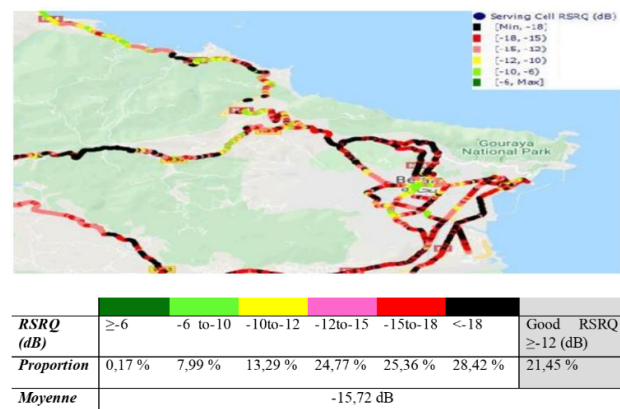 Serving Cell RSRQ (dB)
[Min, -18]
[-18, -15)
[-15, -12)
[-12, -10)
[-10, -6)
[-6, Max]
Gouraya
National Park
RSRQ (dB) ≥-6 -6 to-10 -10to-12 -12to-15 -15to-18 <-18 Good RSRQ ≥-12 (dB)
Proportion 0,17 % 7,99 % 13,29 % 24,77 % 25,36 % 28,42 % 21,45 %
Moyenne -15,72 dB